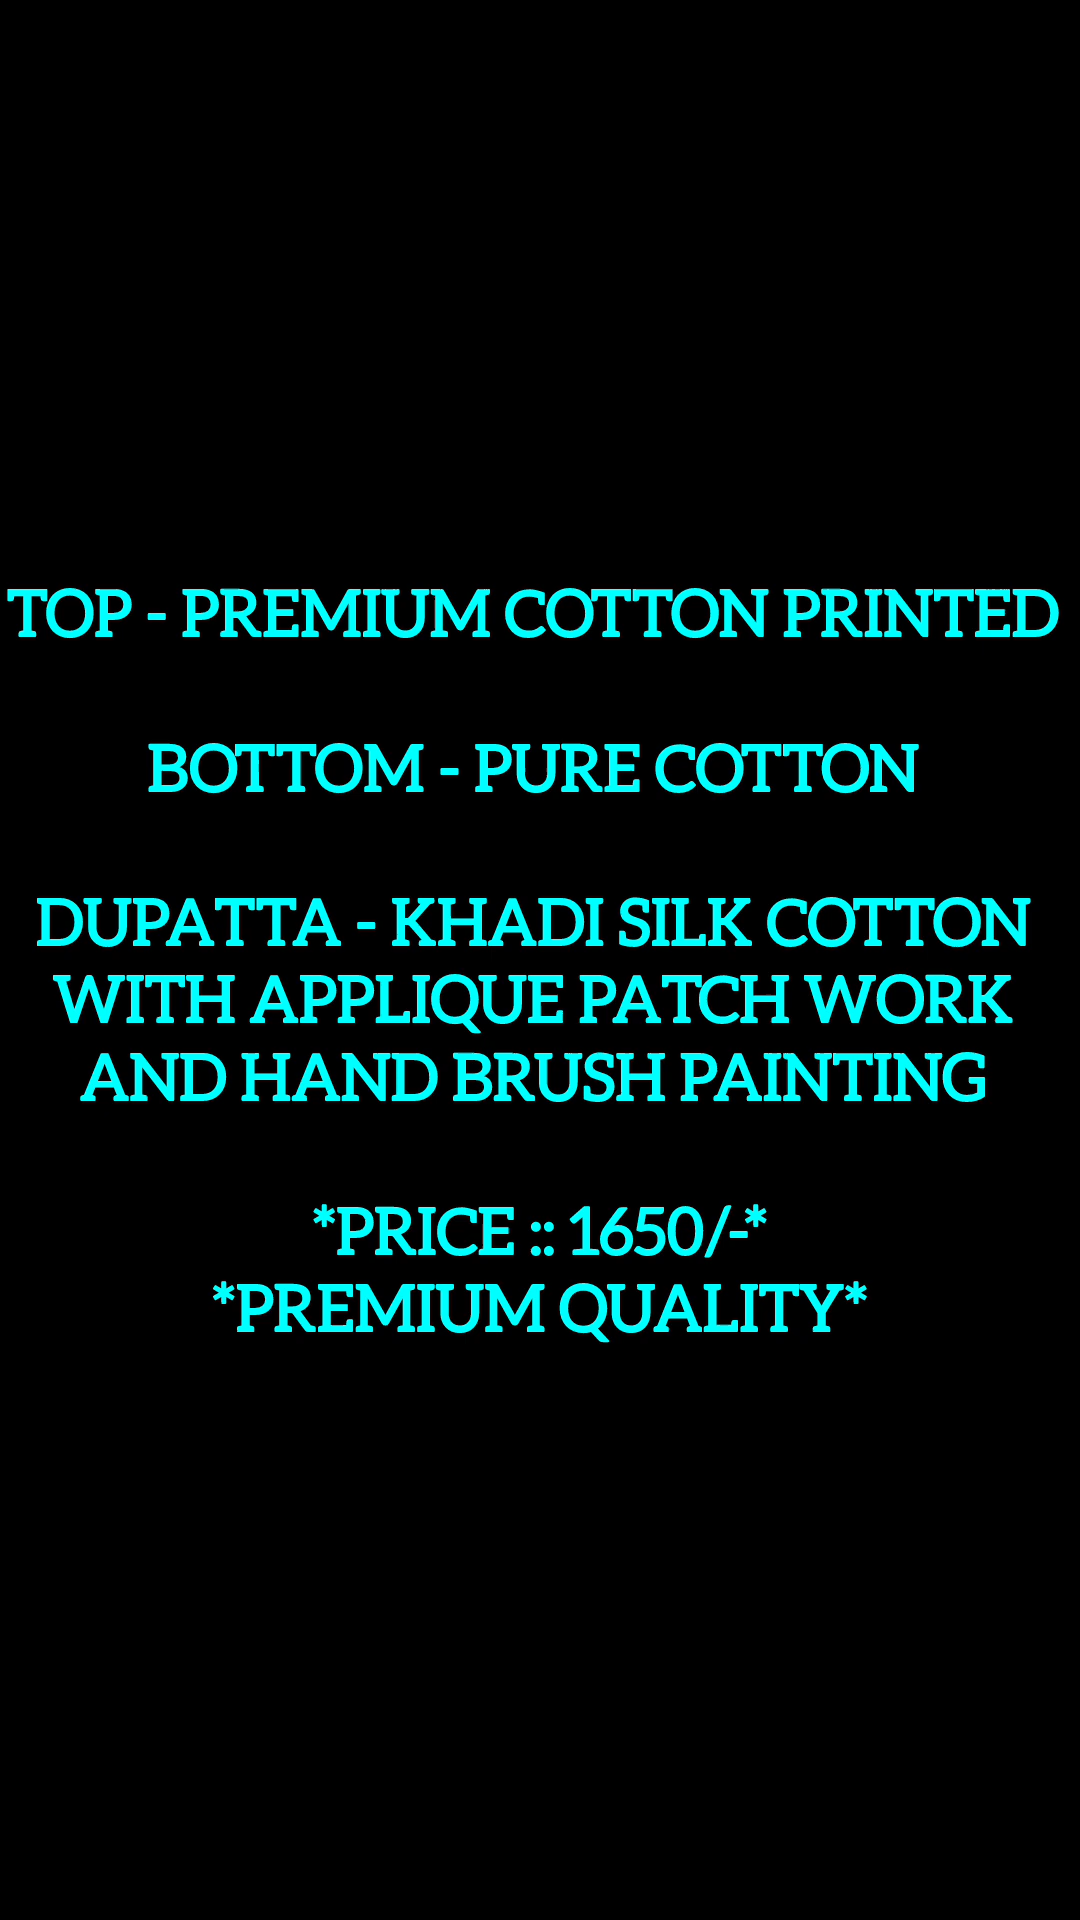 TOP - PREMIUM COTTON PRINTED
BOTTOM - PURE COTTON
DUPATTA - KHADI SILK COTTON
WITH APPLIQUE PATCH WORK
AND HAND BRUSH PAINTING
*PRICE :: 1650/-*
*PREMIUM QUALITY*